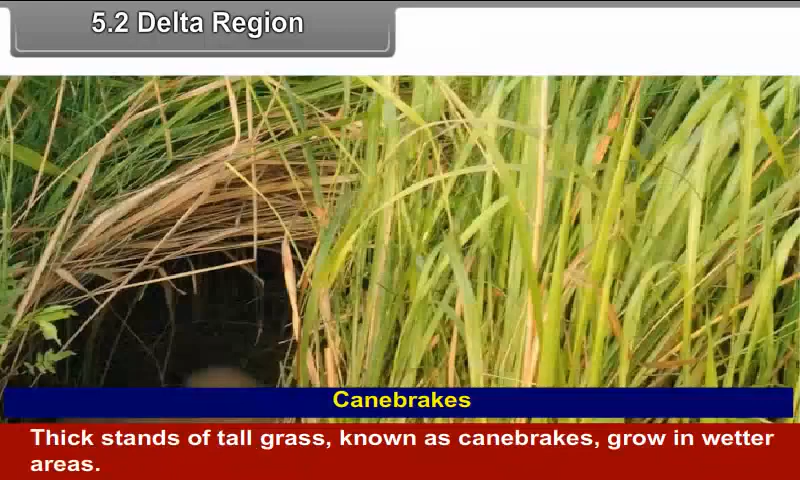 5.2 Delta Region
Canebrakes
Thick stands of tall grass, known as canebrakes, grow in wetter
areas.